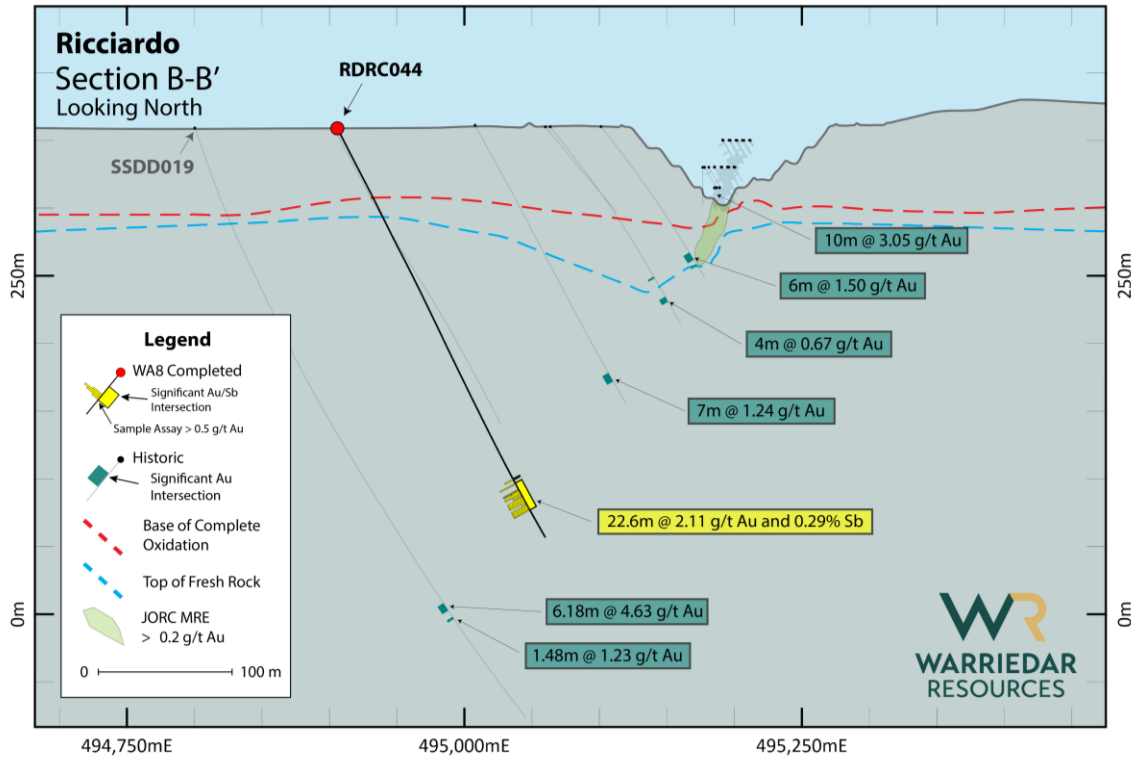 Ricciardo
Section B-B’
Looking North
RDRC044
SSDD019
10m @ 3.05 g/t Au
6m @ 1.50 g/t Au
4m @ 0.67 g/t Au
7m @ 1.24 g/t Au
22.6m @ 2.11 g/t Au and 0.29% Sb
6.18m @ 4.63 g/t Au
1.48m @ 1.23 g/t Au
250m
0m
250m
0m
Legend
WA8 Completed
Significant Au/Sb
Intersection
Sample Assay > 0.5 g/t Au
Historic
Significant Au
Intersection
Base of Complete
Oxidation
Top of Fresh Rock
JORC MRE
> 0.2 g/t Au
0 100 m
WR
WARRIEDAR
RESOURCES
494,750mE
495,000mE
495,250mE